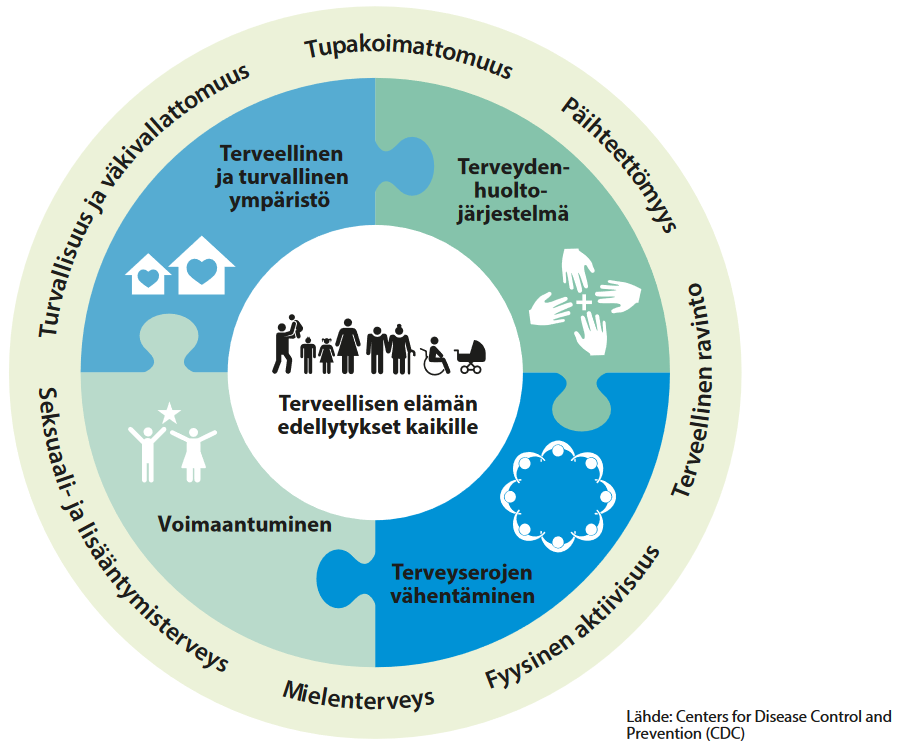 Tupakoimattomuus
Päihteettömyys
Terveellinen ravinto
Fyysinen aktiivisuus
Mielenterveys
Seksuaali- ja lisääntymisterveys
Turvallisuus ja väkivallattomuus
Terveellinen
ja turvallinen
ympäristö
Terveyden-
huolto-
järjestelmä
Terveellisen elämän
edellytykset kaikille
Voimaantuminen
Terveyserojen
vähentäminen
Lähde: Centers for Disease Control and
Prevention (CDC)